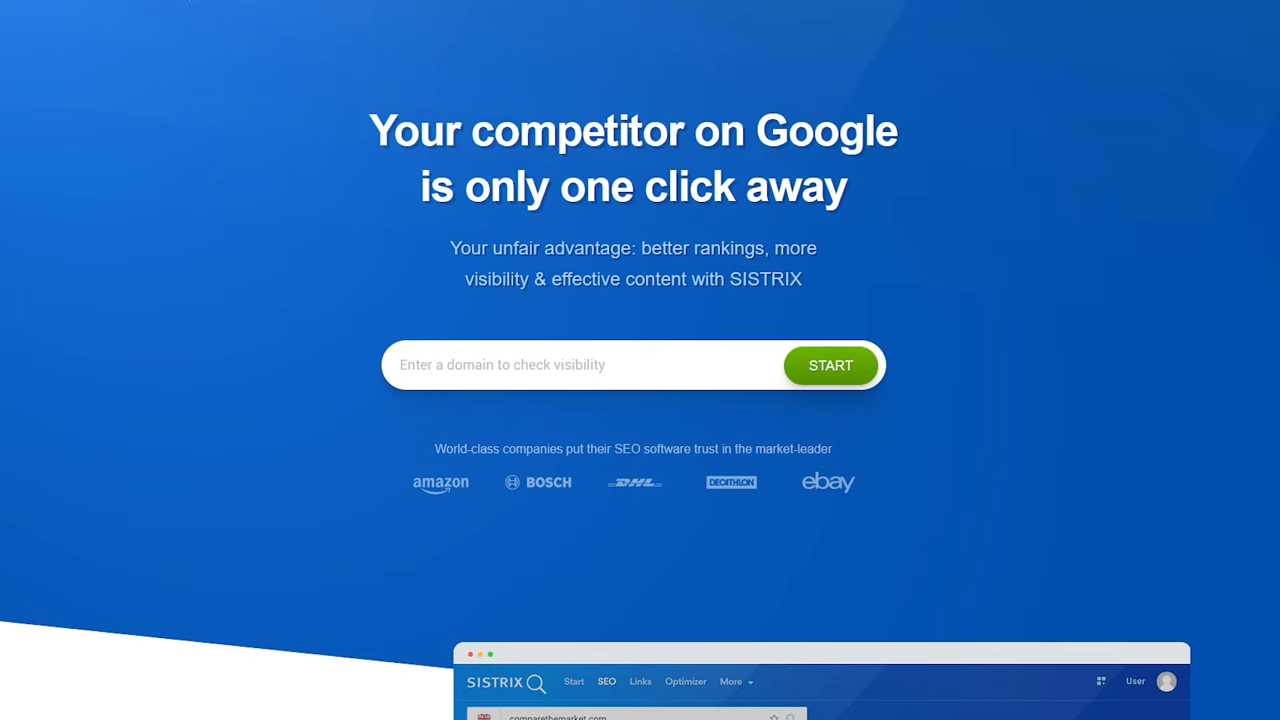 Your competitor on Google
is only one click away
Your unfair advantage: better rankings, more
visibility & effective content with SISTRIX
Enter a domain to check visibility
START
World-class companies put their SEO software trust in the market-leader
amazon
BOSCH
DHL
DECATHLON
ebay
SISTRIX
Start
SEO
Links
Optimizer
More
User
comparethemarket.com